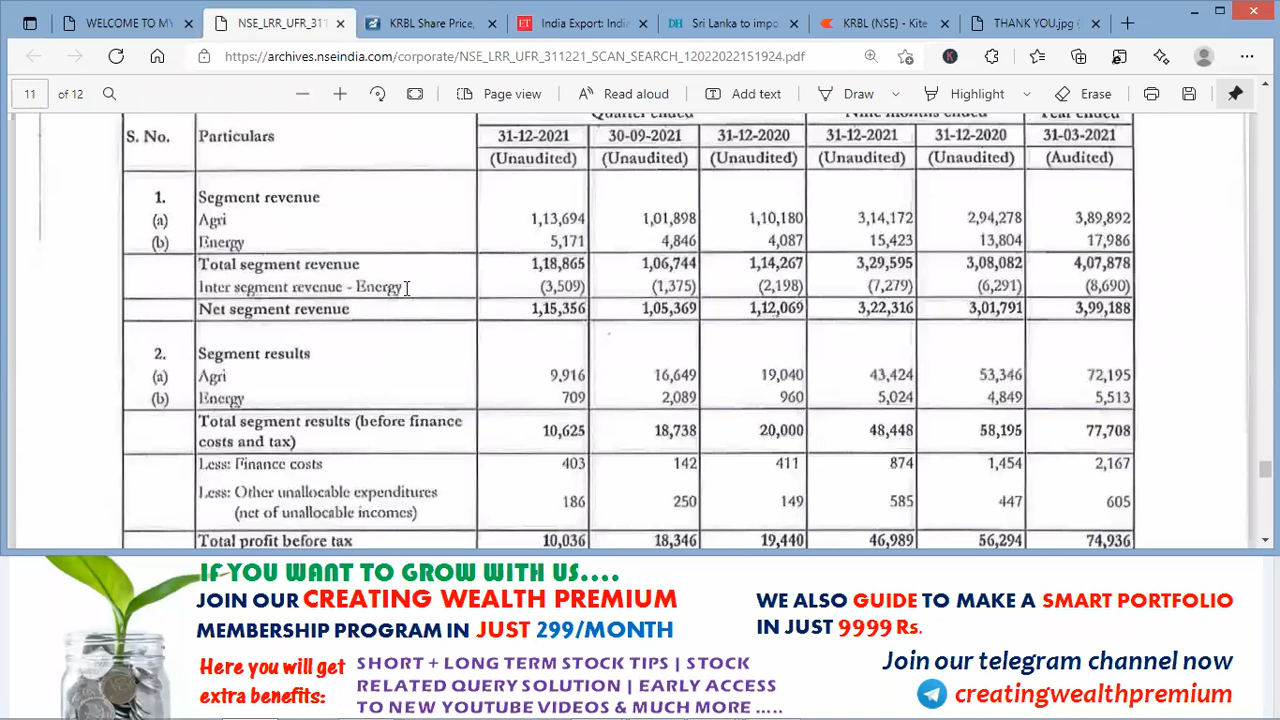 WELCOME TO MY
NSE_LRR_UFR_311
KRBL Share Price,
ET India Export: India
DH Sri Lanka to impo
KRBL (NSE) - Kite
THANK YOU.jpg (
https://archives.nseindia.com/corporate/NSE_LRR_UFR_311221_SCAN_SEARCH_12022022151924.pdf
11 of 12 Page view Read aloud Add text Draw Highlight Erase
Quarter ended Nine months ended Year ended
S. No. Particulars 31-12-2021 30-09-2021 31-12-2020 31-12-2021 31-12-2020 31-03-2021
(Unaudited) (Unaudited) (Unaudited) (Unaudited) (Unaudited) (Audited)
1. Segment revenue
(a) Agri 1,13,694 1,01,898 1,10,180 3,14,172 2,94,278 3,89,892
(b) Energy 5,171 4,846 4,087 15,423 13,804 17,986
Total segment revenue 1,18,865 1,06,744 1,14,267 3,29,595 3,08,082 4,07,878
Inter segment revenue - Energy (3,509) (1,375) (2,198) (7,279) (6,291) (8,690)
Net segment revenue 1,15,356 1,05,369 1,12,069 3,22,316 3,01,791 3,99,188
2. Segment results
(a) Agri 9,916 16,649 19,040 43,424 53,346 72,195
(b) Energy 709 2,089 960 5,024 4,849 5,513
Total segment results (before finance
costs and tax) 10,625 18,738 20,000 48,448 58,195 77,708
Less: Finance costs 403 142 411 874 1,454 2,167
Less: Other unallocable expenditures
(net of unallocable incomes) 186 250 149 585 447 605
Total profit before tax 10,036 18,346 19,440 46,989 56,294 74,936
IF YOU WANT TO GROW WITH US....
JOIN OUR CREATING WEALTH PREMIUM
MEMBERSHIP PROGRAM IN JUST 299/MONTH
WE ALSO GUIDE TO MAKE A SMART PORTFOLIO
IN JUST 9999 Rs.
Here you will get
extra benefits:
SHORT + LONG TERM STOCK TIPS | STOCK
RELATED QUERY SOLUTION | EARLY ACCESS
TO NEW YOUTUBE VIDEOS & MUCH MORE .....
Join our telegram channel now
creatingwealthpremium